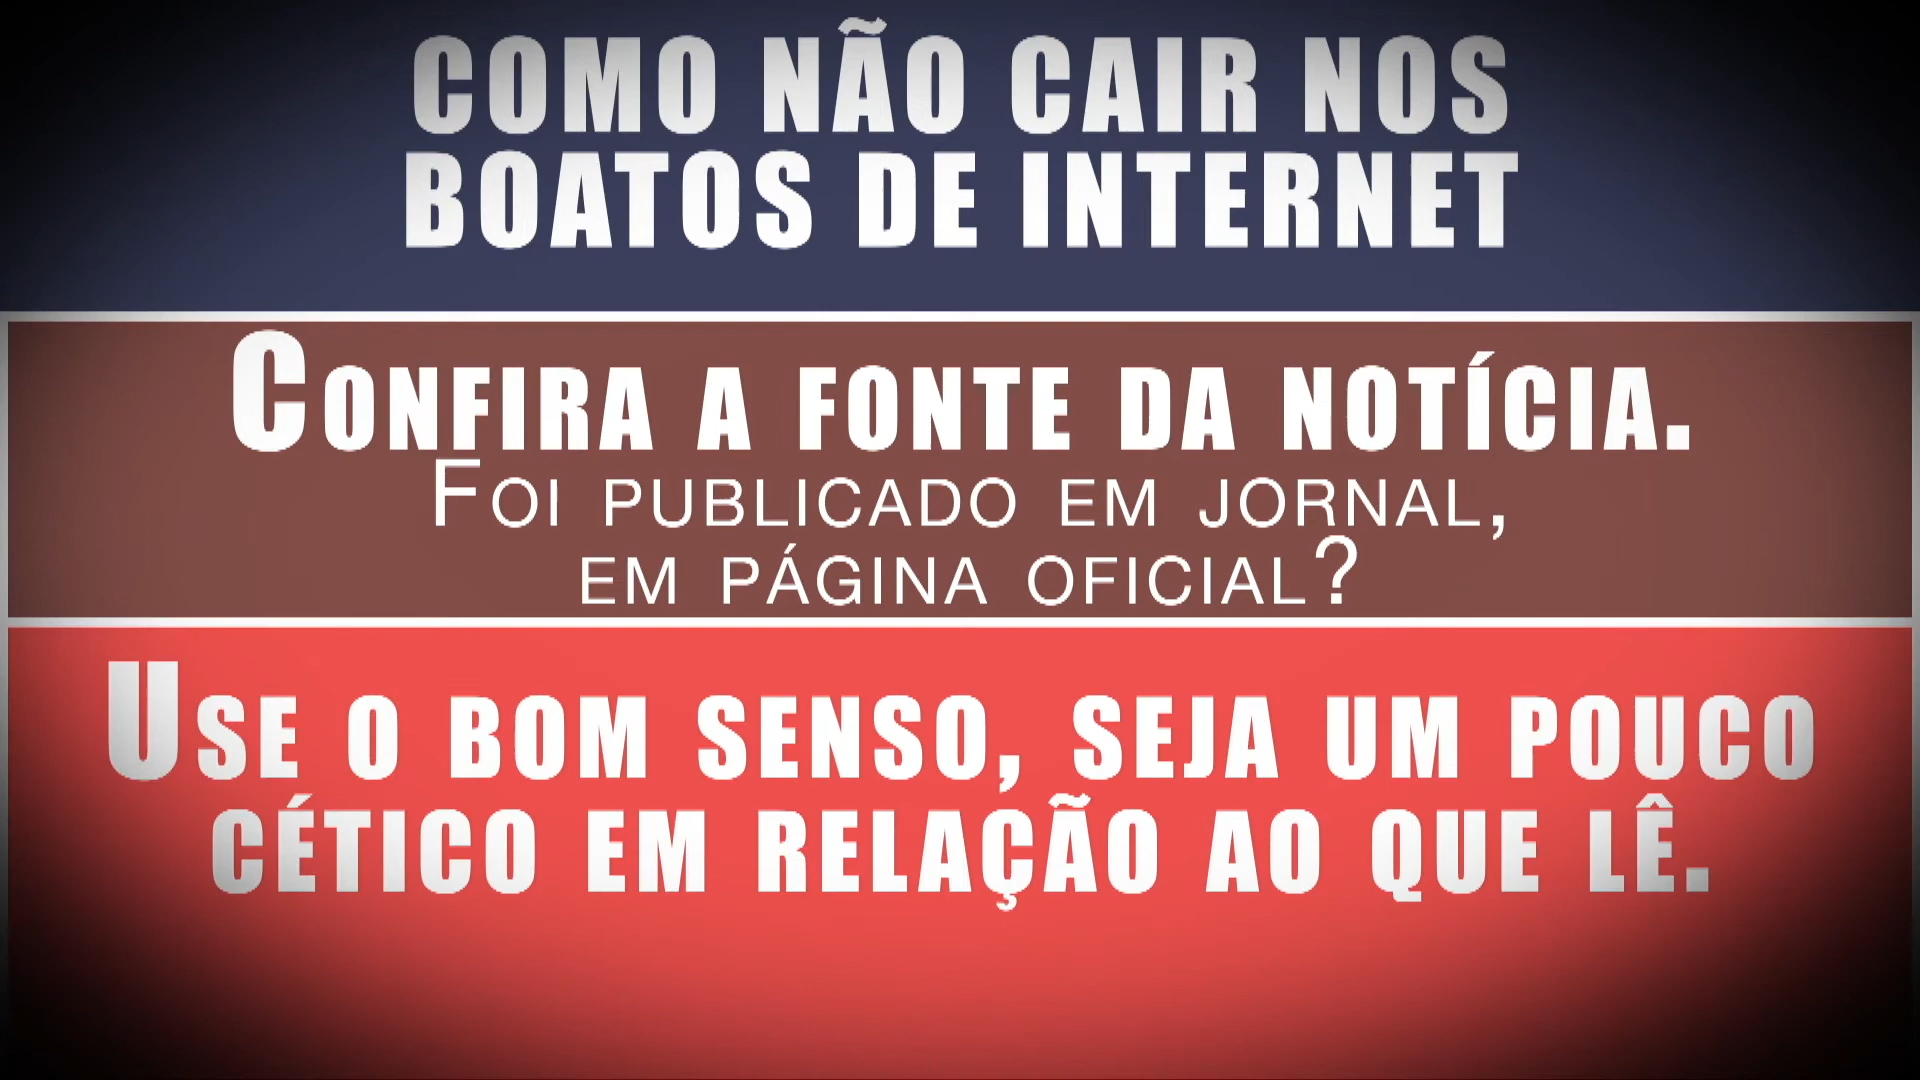 COMO NÃO CAIR NOS
BOATOS DE INTERNET
CONFIRA A FONTE DA NOTÍCIA.
FOI PUBLICADO EM JORNAL,
EM PÁGINA OFICIAL?
USE O BOM SENSO, SEJA UM POUCO
CÉTICO EM RELAÇÃO AO QUE LÊ.